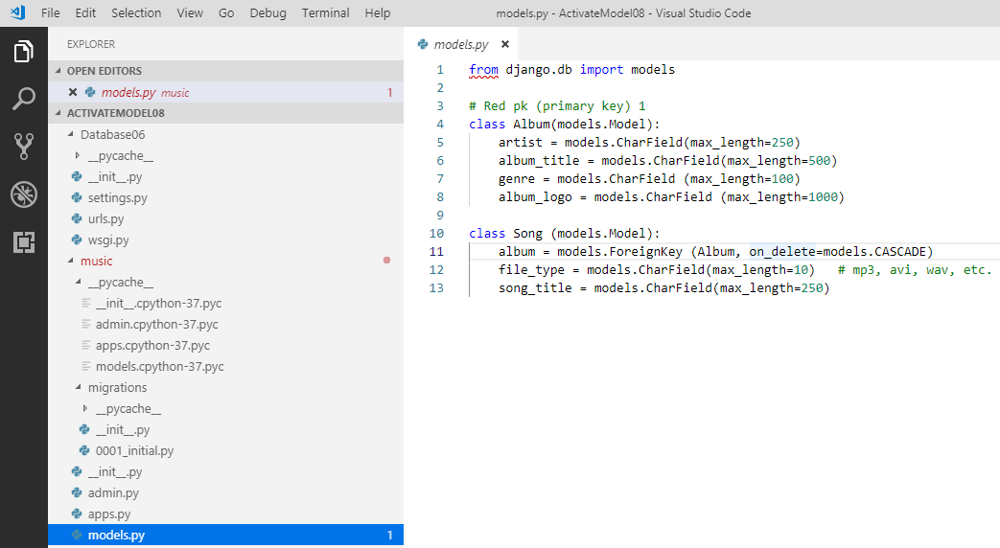 File Edit Selection View Go Debug Terminal Help models.py - ActivateModel08 - Visual Studio Code
EXPLORER
OPEN EDITORS
models.py music 1
ACTIVATEMODEL08
Database06
__pycache__
__init__.py
settings.py
urls.py
wsgi.py
music
__pycache__
__init__.cpython-37.pyc
admin.cpython-37.pyc
apps.cpython-37.pyc
models.cpython-37.pyc
migrations
__pycache__
__init__.py
0001_initial.py
__init__.py
admin.py
apps.py
models.py 1
models.py
1 from django.db import models
2
3 # Red pk (primary key) 1
4 class Album(models.Model):
5 artist = models.CharField(max_length=250)
6 album_title = models.CharField(max_length=500)
7 genre = models.CharField (max_length=100)
8 album_logo = models.CharField (max_length=1000)
9
10 class Song (models.Model):
11 album = models.ForeignKey (Album, on_delete=models.CASCADE)
12 file_type = models.CharField(max_length=10) # mp3, avi, wav, etc.
13 song_title = models.CharField(max_length=250)